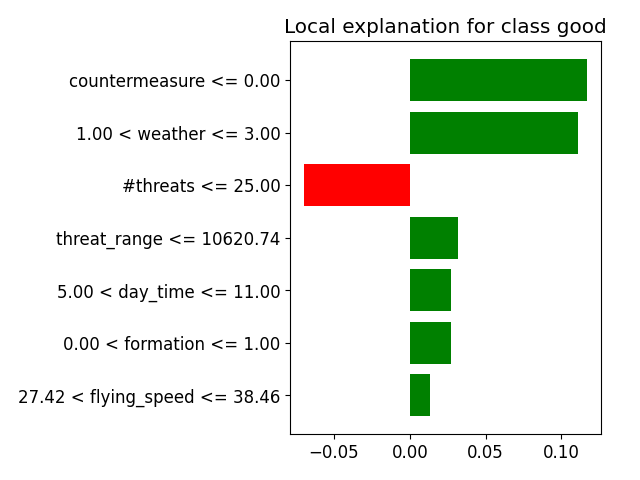 Local explanation for class good
countermeasure <= 0.00
1.00 < weather <= 3.00
#threats <= 25.00
threat_range <= 10620.74
5.00 < day_time <= 11.00
0.00 < formation <= 1.00
27.42 < flying_speed <= 38.46
−0.05 0.00 0.05 0.10